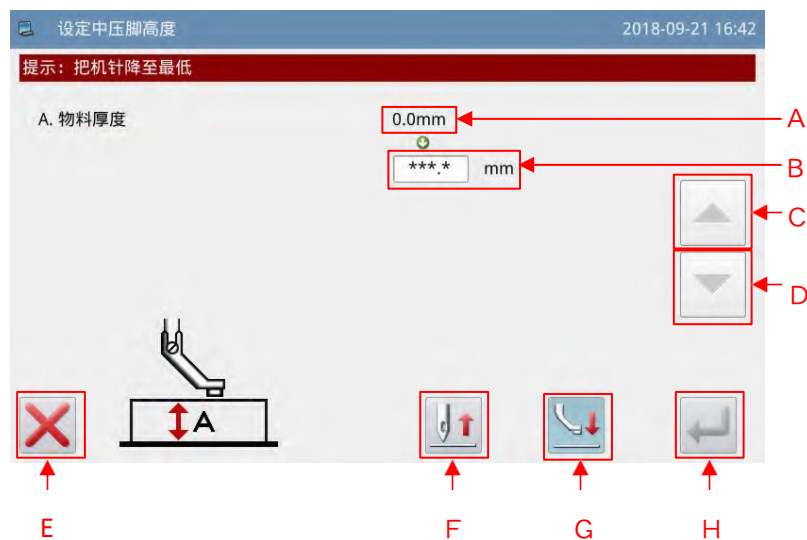 设定中压脚高度 2018-09-21 16:42
提示：把机针降至最低
A. 物料厚度 0.0mm A
***.* mm B
C
D
A
E F G H